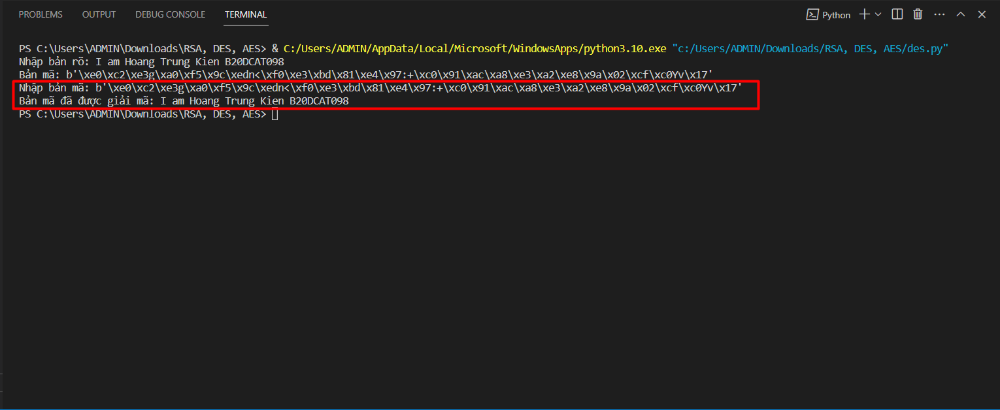 PROBLEMS OUTPUT DEBUG CONSOLE TERMINAL Python
PS C:\Users\ADMIN\Downloads\RSA, DES, AES> & C:/Users/ADMIN/AppData/Local/Microsoft/WindowsApps/python3.10.exe "c:/Users/ADMIN/Downloads/RSA, DES, AES/des.py"
Nhập bản rõ: I am Hoang Trung Kien B20DCAT098
Bản mã: b'\xe0\xc2\xe3g\xa0\xf5\x9c\xedn<\xf0\xe3\xbd\x81\xe4\x97:+\xc0\x91\xac\xa8\xe3\xa2\xe8\x9a\x02\xcf\xc0Yv\x17'
Nhập bản mã: b'\xe0\xc2\xe3g\xa0\xf5\x9c\xedn<\xf0\xe3\xbd\x81\xe4\x97:+\xc0\x91\xac\xa8\xe3\xa2\xe8\x9a\x02\xcf\xc0Yv\x17'
Bản mã đã được giải mã: I am Hoang Trung Kien B20DCAT098
PS C:\Users\ADMIN\Downloads\RSA, DES, AES>